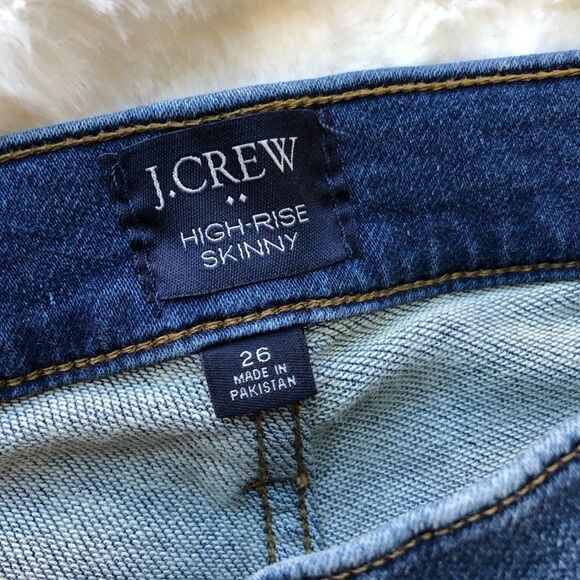 J.CREW
HIGH-RISE
SKINNY
26
MADE IN
PAKISTAN